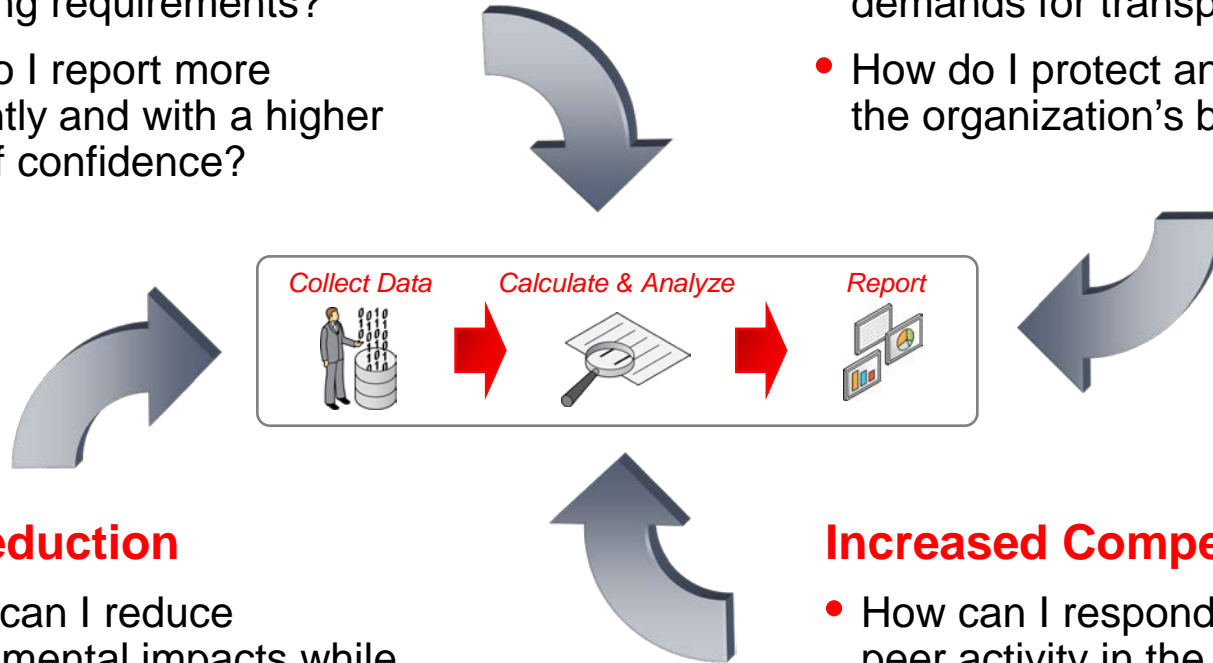 ng requirements?
o I report more
ntly and with a higher
f confidence?
demands for transp
• How do I protect an
the organization's b
Collect Data
Calculate & Analyze
Report
eduction
can I reduce
mental impacts while
Increased Compe
• How can I respond
peer activity in the